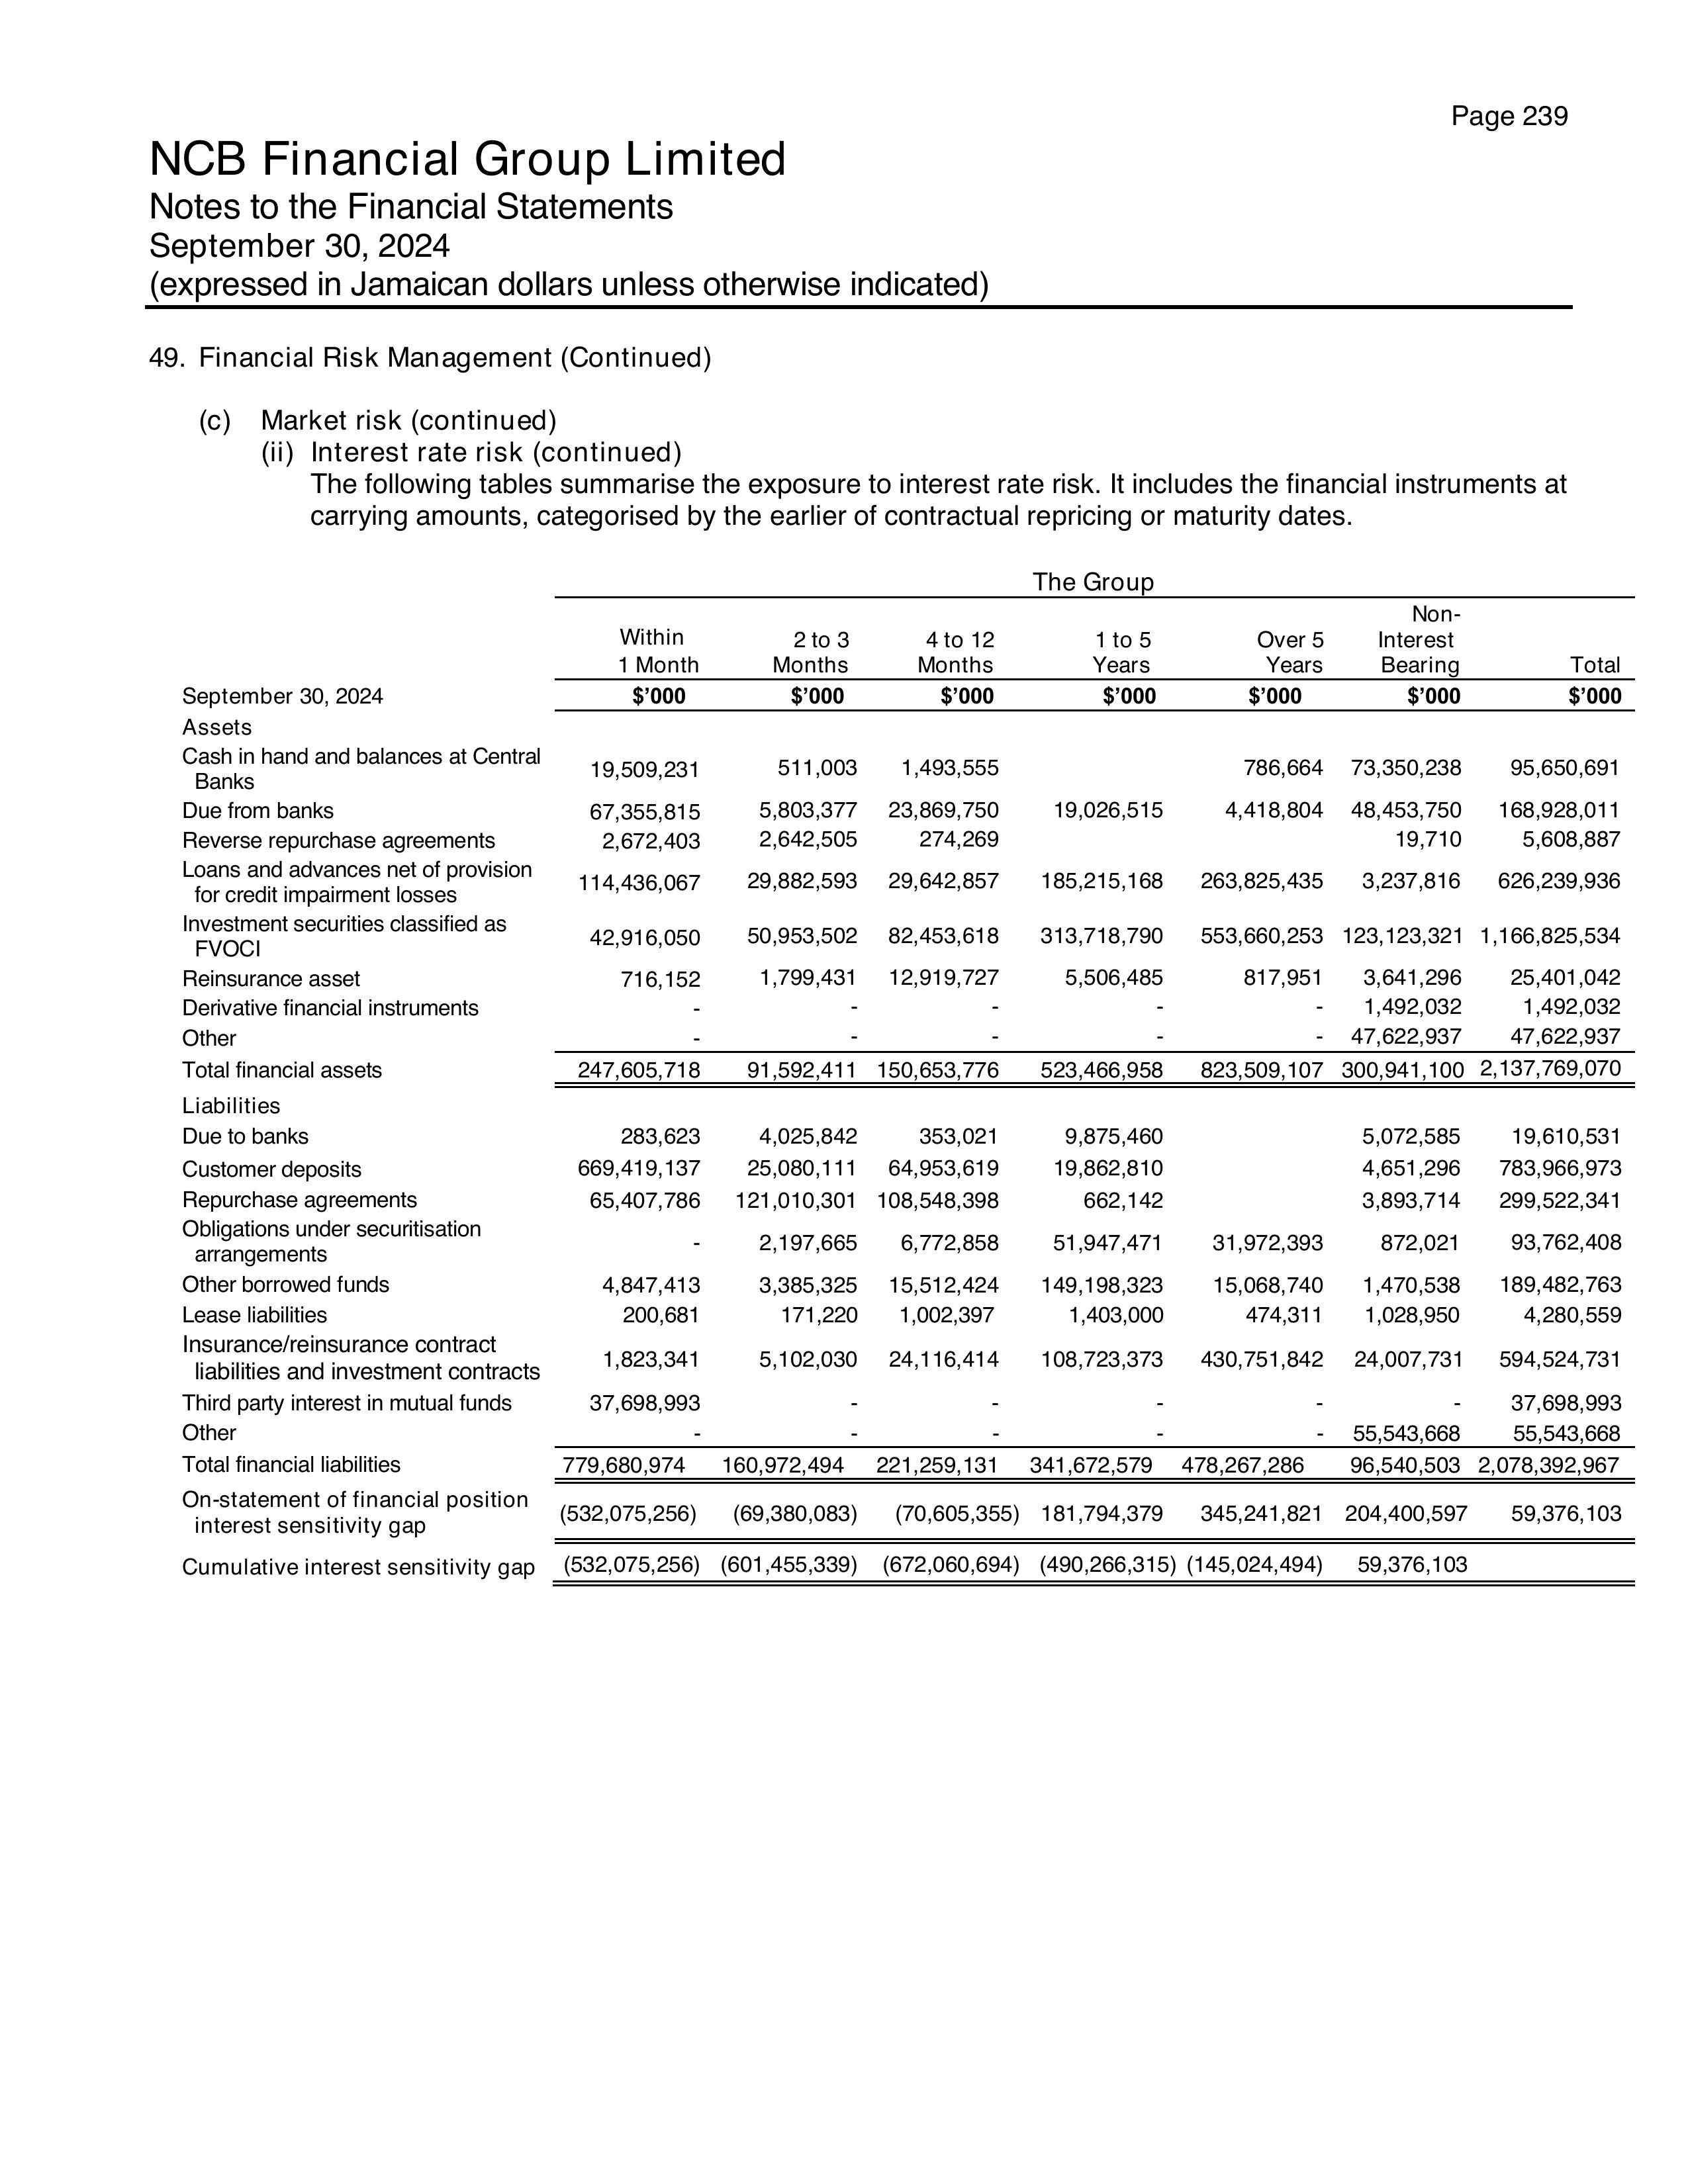 Page 239
NCB Financial Group Limited
Notes to the Financial Statements
September 30, 2024
(expressed in Jamaican dollars unless otherwise indicated)
49. Financial Risk Management (Continued)
(c) Market risk (continued)
(ii) Interest rate risk (continued)
The following tables summarise the exposure to interest rate risk. It includes the financial instruments at
carrying amounts, categorised by the earlier of contractual repricing or maturity dates.
The Group
Within 1 Month 2 to 3 Months 4 to 12 Months 1 to 5 Years Over 5 Years Non-Interest Bearing Total
September 30, 2024 $’000 $’000 $’000 $’000 $’000 $’000 $’000
Assets
Cash in hand and balances at Central
Banks 19,509,231 511,003 1,493,555 786,664 73,350,238 95,650,691
Due from banks 67,355,815 5,803,377 23,869,750 19,026,515 4,418,804 48,453,750 168,928,011
Reverse repurchase agreements 2,672,403 2,642,505 274,269 19,710 5,608,887
Loans and advances net of provision
for credit impairment losses 114,436,067 29,882,593 29,642,857 185,215,168 263,825,435 3,237,816 626,239,936
Investment securities classified as
FVOCI 42,916,050 50,953,502 82,453,618 313,718,790 553,660,253 123,123,321 1,166,825,534
Reinsurance asset 716,152 1,799,431 12,919,727 5,506,485 817,951 3,641,296 25,401,042
Derivative financial instruments - - - - - 1,492,032 1,492,032
Other - - - - - 47,622,937 47,622,937
Total financial assets 247,605,718 91,592,411 150,653,776 523,466,958 823,509,107 300,941,100 2,137,769,070
Liabilities
Due to banks 283,623 4,025,842 353,021 9,875,460 5,072,585 19,610,531
Customer deposits 669,419,137 25,080,111 64,953,619 19,862,810 4,651,296 783,966,973
Repurchase agreements 65,407,786 121,010,301 108,548,398 662,142 3,893,714 299,522,341
Obligations under securitisation
arrangements - 2,197,665 6,772,858 51,947,471 31,972,393 872,021 93,762,408
Other borrowed funds 4,847,413 3,385,325 15,512,424 149,198,323 15,068,740 1,470,538 189,482,763
Lease liabilities 200,681 171,220 1,002,397 1,403,000 474,311 1,028,950 4,280,559
Insurance/reinsurance contract
liabilities and investment contracts 1,823,341 5,102,030 24,116,414 108,723,373 430,751,842 24,007,731 594,524,731
Third party interest in mutual funds 37,698,993 - - - - - 37,698,993
Other - - - - - 55,543,668 55,543,668
Total financial liabilities 779,680,974 160,972,494 221,259,131 341,672,579 478,267,286 96,540,503 2,078,392,967
On-statement of financial position
interest sensitivity gap (532,075,256) (69,380,083) (70,605,355) 181,794,379 345,241,821 204,400,597 59,376,103
Cumulative interest sensitivity gap (532,075,256) (601,455,339) (672,060,694) (490,266,315) (145,024,494) 59,376,103